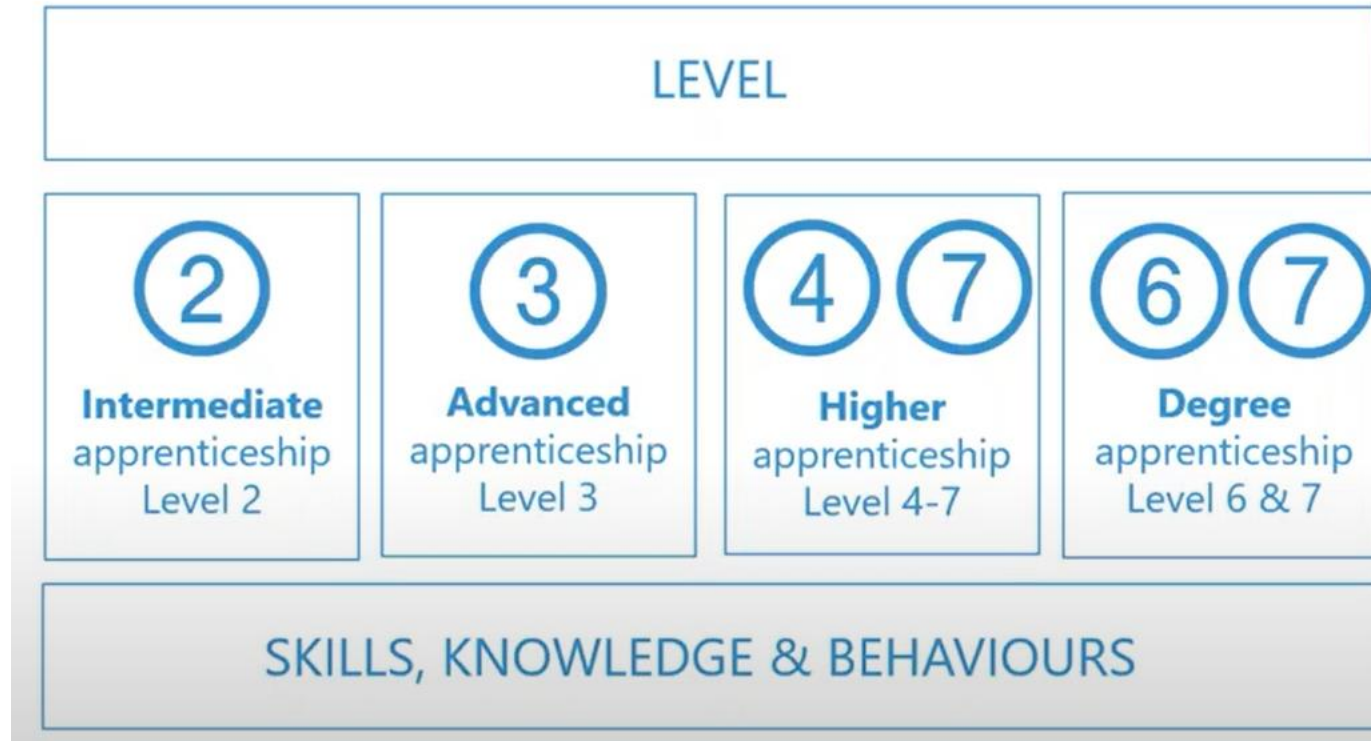 LEVEL
2
Intermediate
apprenticeship
Level 2
3
Advanced
apprenticeship
Level 3
4 7
Higher
apprenticeship
Level 4-7
6 7
Degree
apprenticeship
Level 6 & 7
SKILLS, KNOWLEDGE & BEHAVIOURS